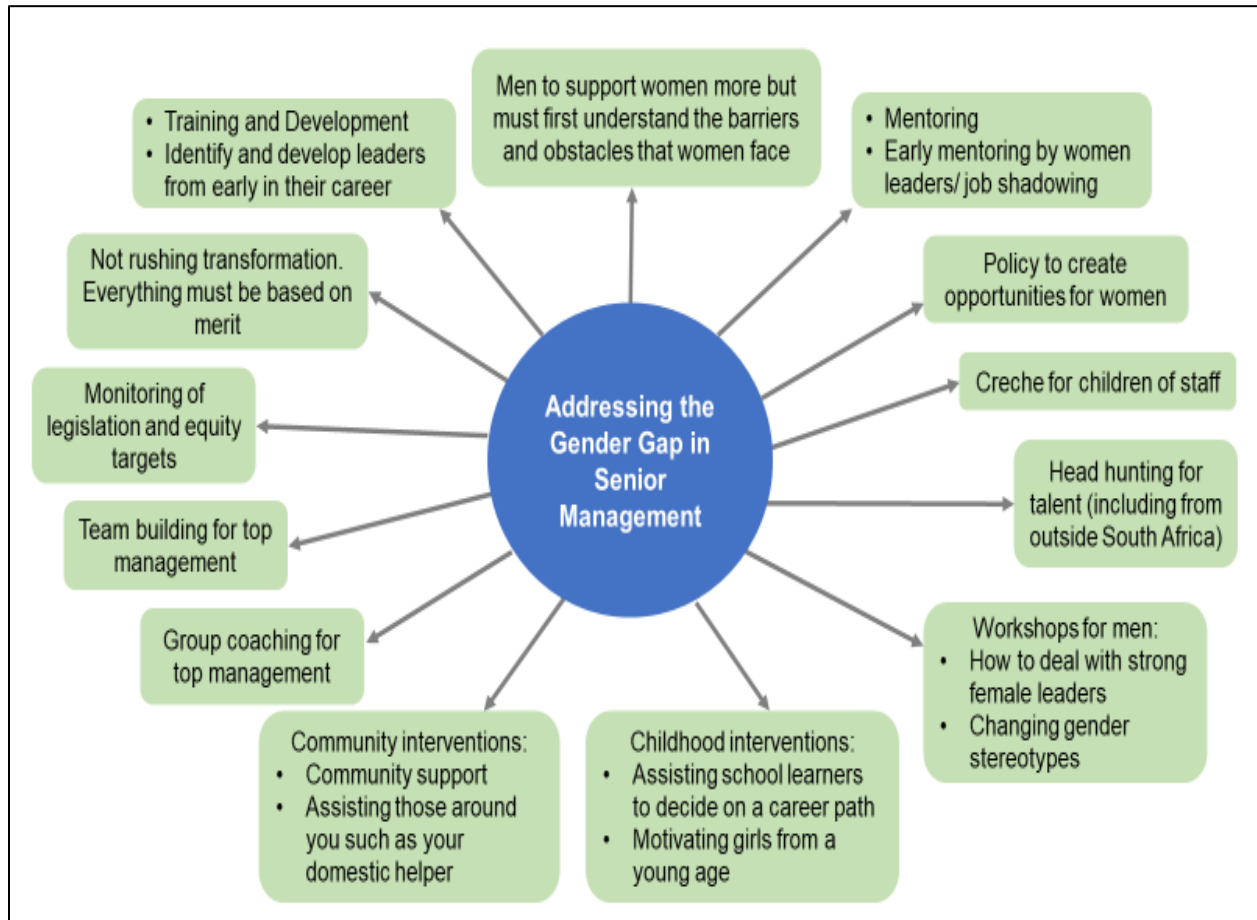 Men to support women more but
must first understand the barriers
and obstacles that women face
• Training and Development
• Identify and develop leaders
from early in their career
• Mentoring
• Early mentoring by women
leaders/ job shadowing
Not rushing transformation.
Everything must be based on
merit
Policy to create
opportunities for women
Monitoring of
legislation and equity
targets
Addressing the
Gender Gap in
Senior
Management
Creche for children of staff
Head hunting for
talent (including from
outside South Africa)
Team building for top
management
Group coaching for
top management
Workshops for men:
• How to deal with strong
female leaders
• Changing gender
stereotypes
Community interventions:
• Community support
• Assisting those around
you such as your
domestic helper
Childhood interventions:
• Assisting school learners
to decide on a career path
• Motivating girls from a
young age